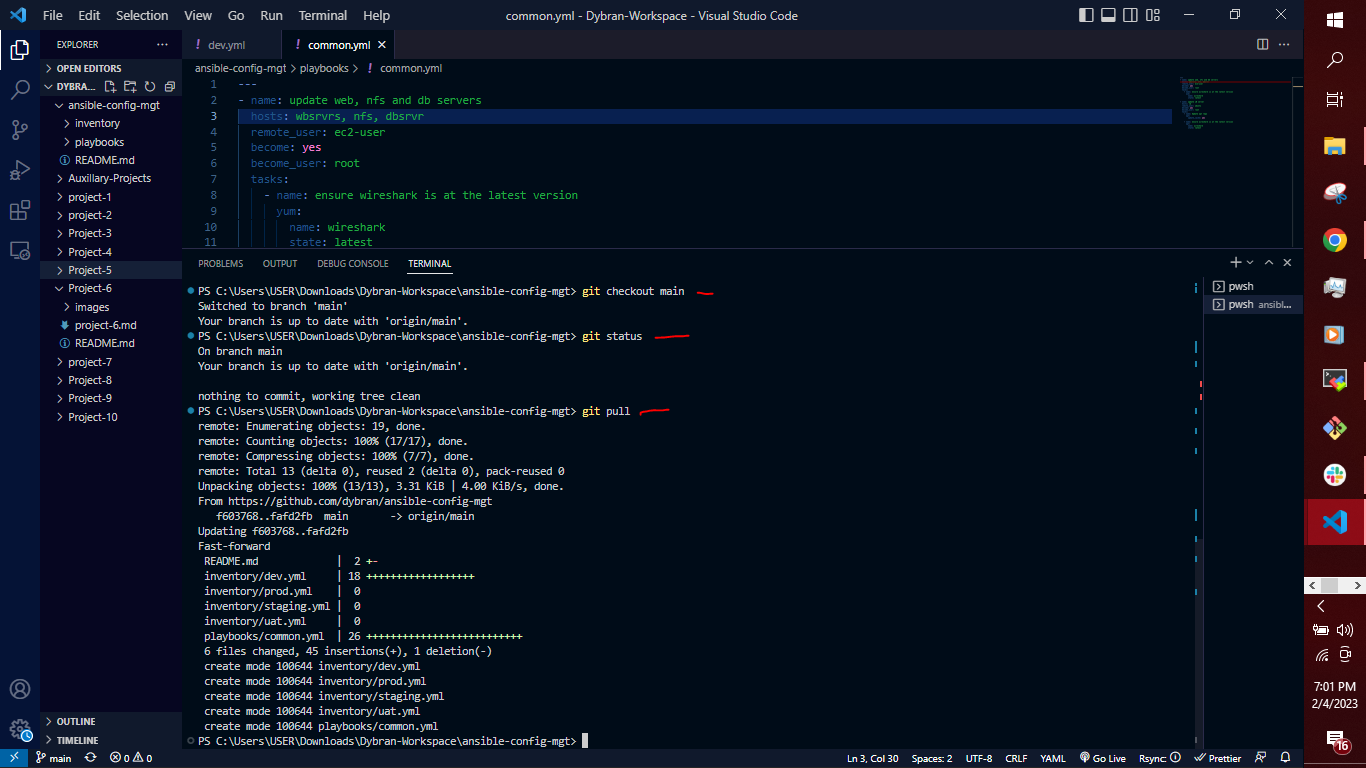 File Edit Selection View Go Run Terminal Help
common.yml - Dybran-Workspace - Visual Studio Code
EXPLORER
OPEN EDITORS
DYBRA...
ansible-config-mgt
inventory
playbooks
README.md
Auxillary-Projects
project-1
project-2
Project-3
Project-4
Project-5
Project-6
images
project-6.md
README.md
project-7
Project-8
Project-9
Project-10
OUTLINE
TIMELINE
! dev.yml
! common.yml
ansible-config-mgt > playbooks > ! common.yml
1 ---
2 - name: update web, nfs and db servers
3 hosts: wbsrvrs, nfs, dbsrvr
4 remote_user: ec2-user
5 become: yes
6 become_user: root
7 tasks:
8 - name: ensure wireshark is at the latest version
9 yum:
10 name: wireshark
11 state: latest
PROBLEMS OUTPUT DEBUG CONSOLE TERMINAL
pwsh
pwsh ansibl...
PS C:\Users\USER\Downloads\Dybran-Workspace\ansible-config-mgt> git checkout main
Switched to branch 'main'
Your branch is up to date with 'origin/main'.
PS C:\Users\USER\Downloads\Dybran-Workspace\ansible-config-mgt> git status
On branch main
Your branch is up to date with 'origin/main'.
nothing to commit, working tree clean
PS C:\Users\USER\Downloads\Dybran-Workspace\ansible-config-mgt> git pull
remote: Enumerating objects: 19, done.
remote: Counting objects: 100% (17/17), done.
remote: Compressing objects: 100% (7/7), done.
remote: Total 13 (delta 0), reused 2 (delta 0), pack-reused 0
Unpacking objects: 100% (13/13), 3.31 KiB | 4.00 KiB/s, done.
From https://github.com/dybran/ansible-config-mgt
f603768..fafd2fb main -> origin/main
Updating f603768..fafd2fb
Fast-forward
README.md | 2 +-
inventory/dev.yml | 18 ++++++++++++++++++
inventory/prod.yml | 0
inventory/staging.yml | 0
inventory/uat.yml | 0
playbooks/common.yml | 26 ++++++++++++++++++++++++++
6 files changed, 45 insertions(+), 1 deletion(-)
create mode 100644 inventory/dev.yml
create mode 100644 inventory/prod.yml
create mode 100644 inventory/staging.yml
create mode 100644 inventory/uat.yml
create mode 100644 playbooks/common.yml
PS C:\Users\USER\Downloads\Dybran-Workspace\ansible-config-mgt>
main 0 0 Ln 3, Col 30 Spaces: 2 UTF-8 CRLF YAML Go Live Rsync: Prettier
7:01 PM
2/4/2023
16